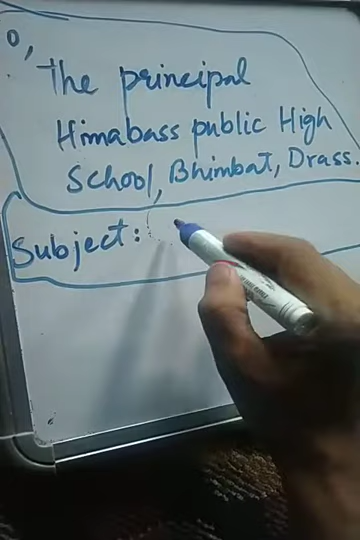 o,
The principal
Himabass public High
School, Bhimbat, Drass.
Subject: